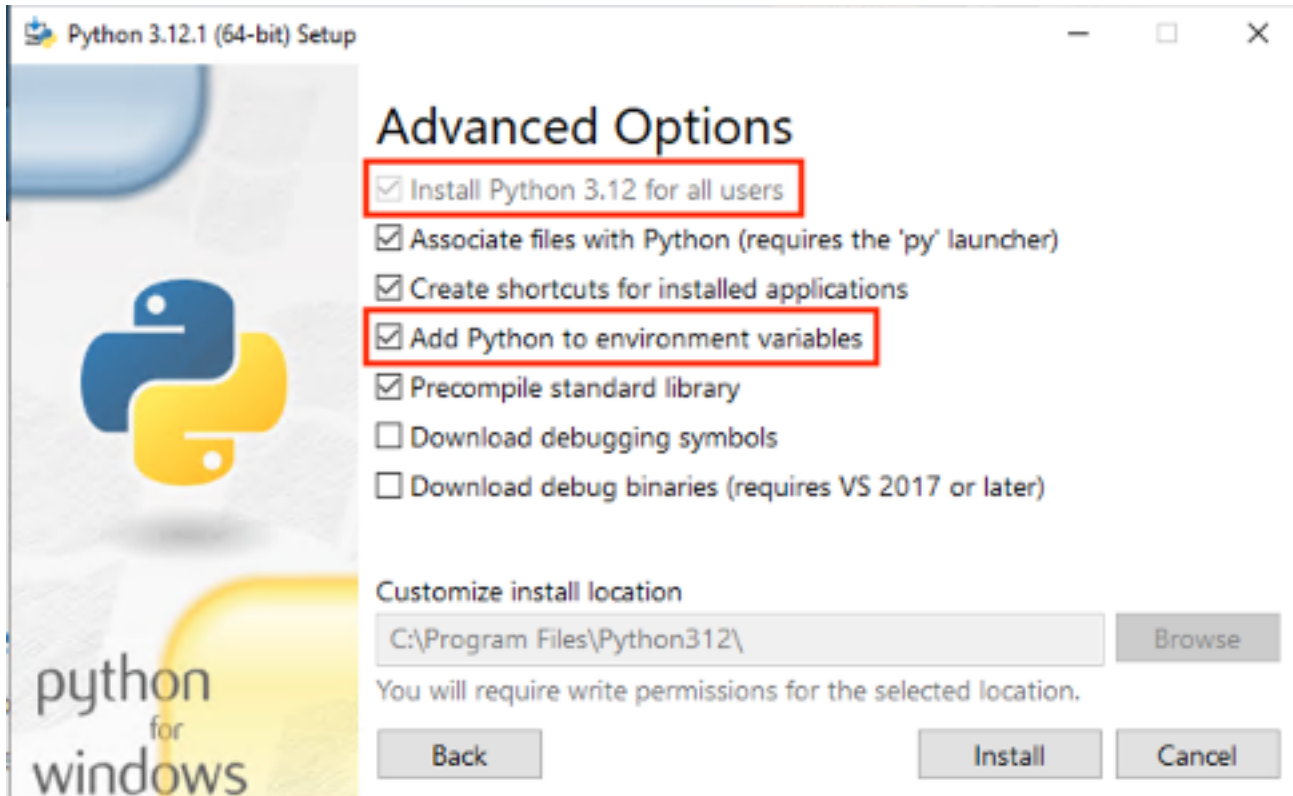 Python 3.12.1 (64-bit) Setup
Advanced Options
Install Python 3.12 for all users
Associate files with Python (requires the 'py' launcher)
Create shortcuts for installed applications
Add Python to environment variables
Precompile standard library
Download debugging symbols
Download debug binaries (requires VS 2017 or later)
Customize install location
C:\Program Files\Python312\
Browse
You will require write permissions for the selected location.
python
for
windows
Back
Install
Cancel